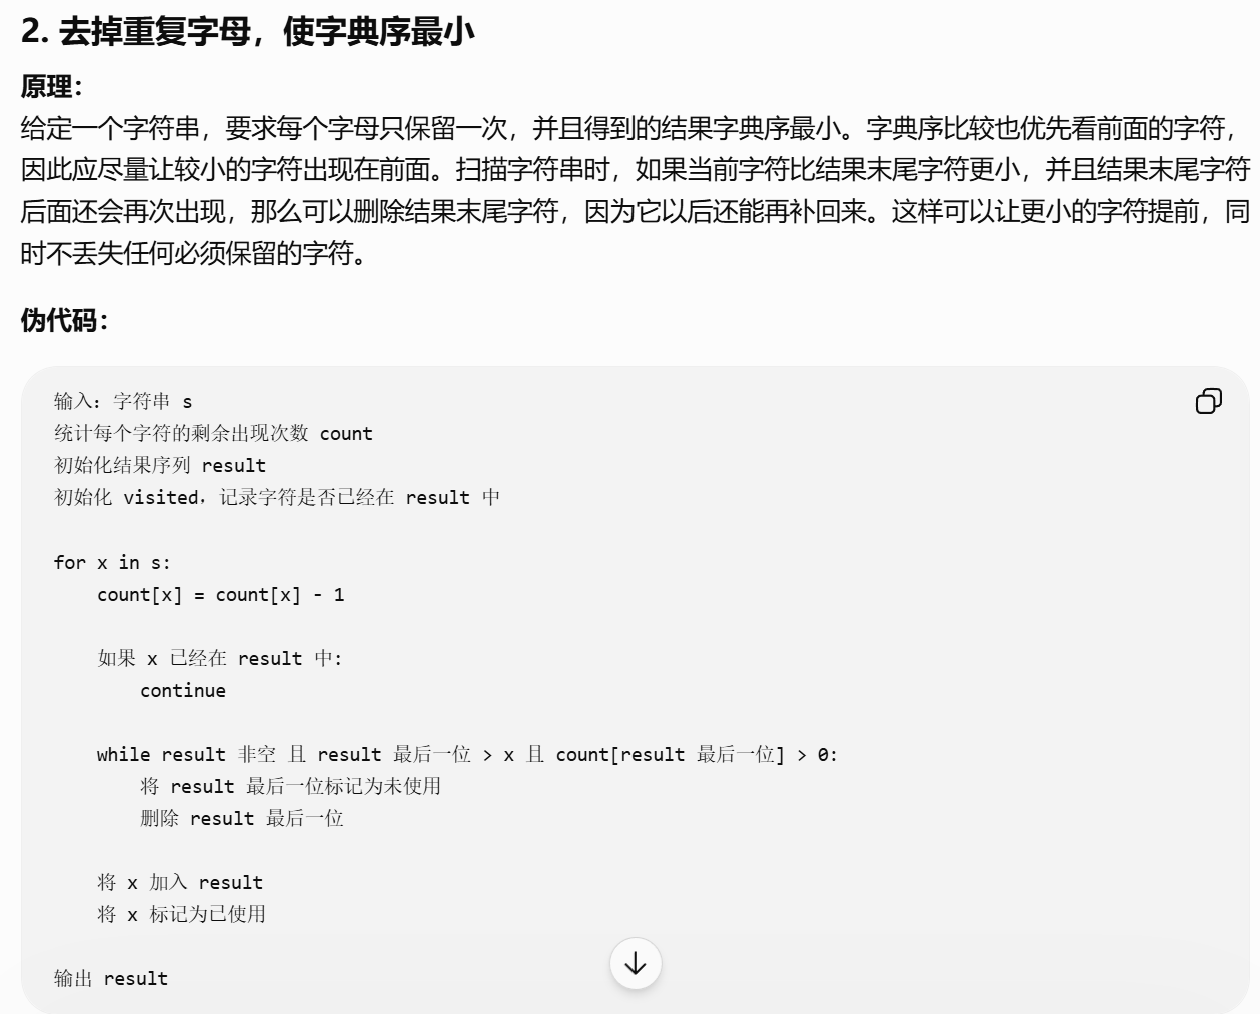 2. 去掉重复字母，使字典序最小
原理：
给定一个字符串，要求每个字母只保留一次，并且得到的结果字典序最小。字典序比较也优先看前面的字符，
因此应尽量让较小的字符出现在前面。扫描字符串时，如果当前字符比结果末尾字符更小，并且结果末尾字符
后面还会再次出现，那么可以删除结果末尾字符，因为它以后还能再补回来。这样可以让更小的字符提前，同
时不丢失任何必须保留的字符。
伪代码：
输入：字符串 s
统计每个字符的剩余出现次数 count
初始化结果序列 result
初始化 visited，记录字符是否已经在 result 中
for x in s:
    count[x] = count[x] - 1
    如果 x 已经在 result 中：
        continue
    while result 非空 且 result 最后一位 > x 且 count[result 最后一位] > 0:
        将 result 最后一位标记为未使用
        删除 result 最后一位
    将 x 加入 result
    将 x 标记为已使用
输出 result